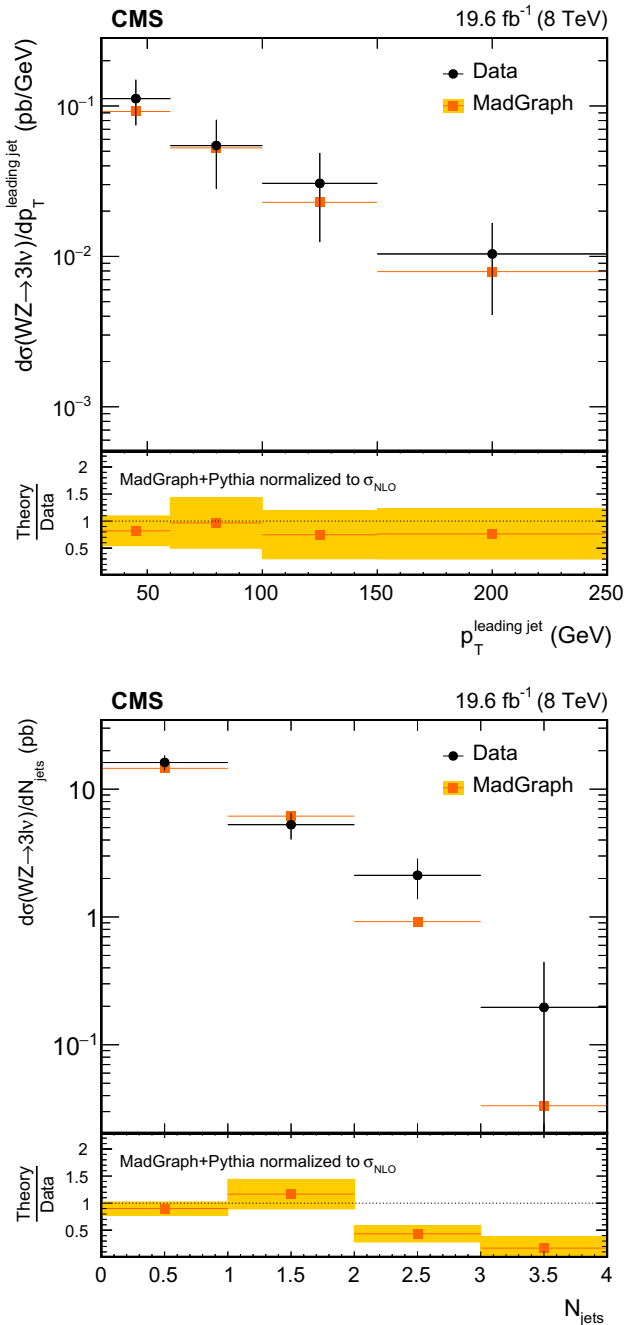 CMS 19.6 fb⁻¹ (8 TeV)
dσ(WZ→3lν)/dp_T^{leading jet} (pb/GeV)
Data
MadGraph
10⁻¹
10⁻²
10⁻³
MadGraph+Pythia normalized to σ_NLO
Theory
Data
2
1.5
1
0.5
50 100 150 200 250
p_T^{leading jet} (GeV)
CMS 19.6 fb⁻¹ (8 TeV)
dσ(WZ→3lν)/dN_jets (pb)
Data
MadGraph
10
1
10⁻¹
MadGraph+Pythia normalized to σ_NLO
Theory
Data
2
1.5
1
0.5
0 0.5 1 1.5 2 2.5 3 3.5 4
N_jets